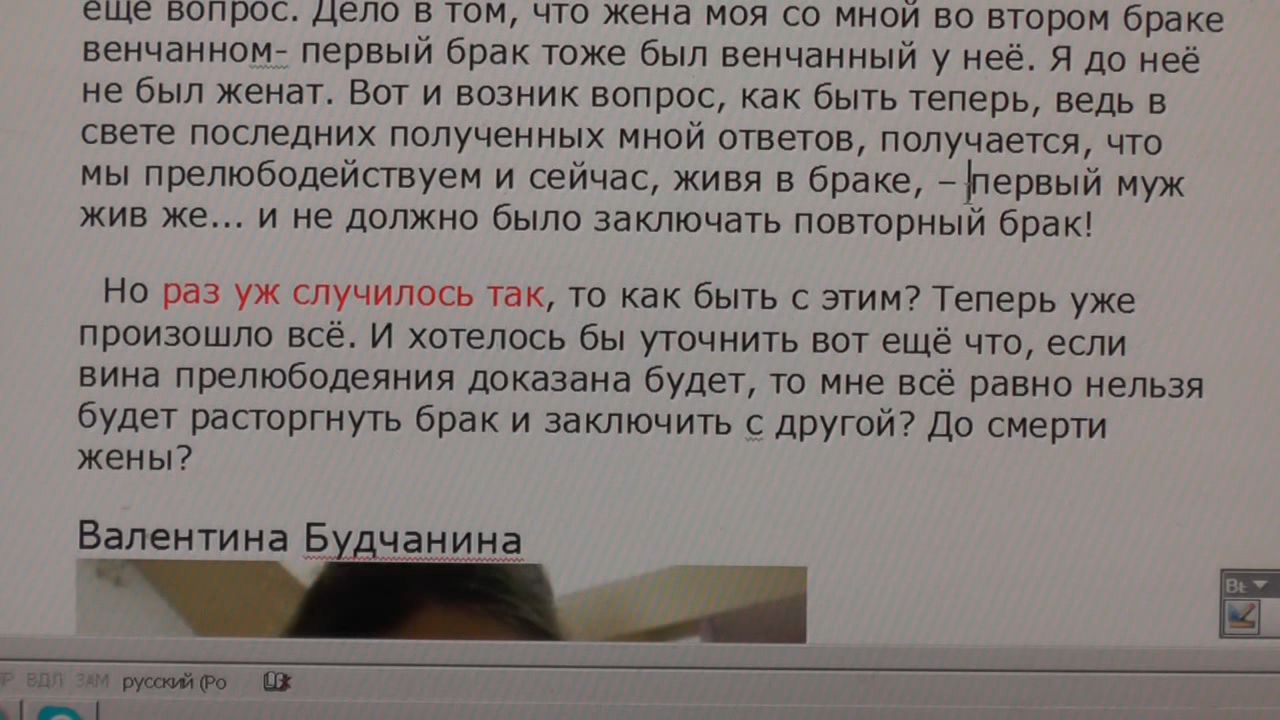 ещё вопрос. Дело в том, что жена моя со мной во втором браке
венчанном- первый брак тоже был венчанный у неё. Я до неё
не был женат. Вот и возник вопрос, как быть теперь, ведь в
свете последних полученных мной ответов, получается, что
мы прелюбодействуем и сейчас, живя в браке, – первый муж
жив же... и не должно было заключать повторный брак!
Но раз уж случилось так, то как быть с этим? Теперь уже
произошло всё. И хотелось бы уточнить вот ещё что, если
вина прелюбодеяния доказана будет, то мне всё равно нельзя
будет расторгнуть брак и заключить с другой? До смерти
жены?
Валентина Будчанина
ВДЛ ЗАМ русский (Ро